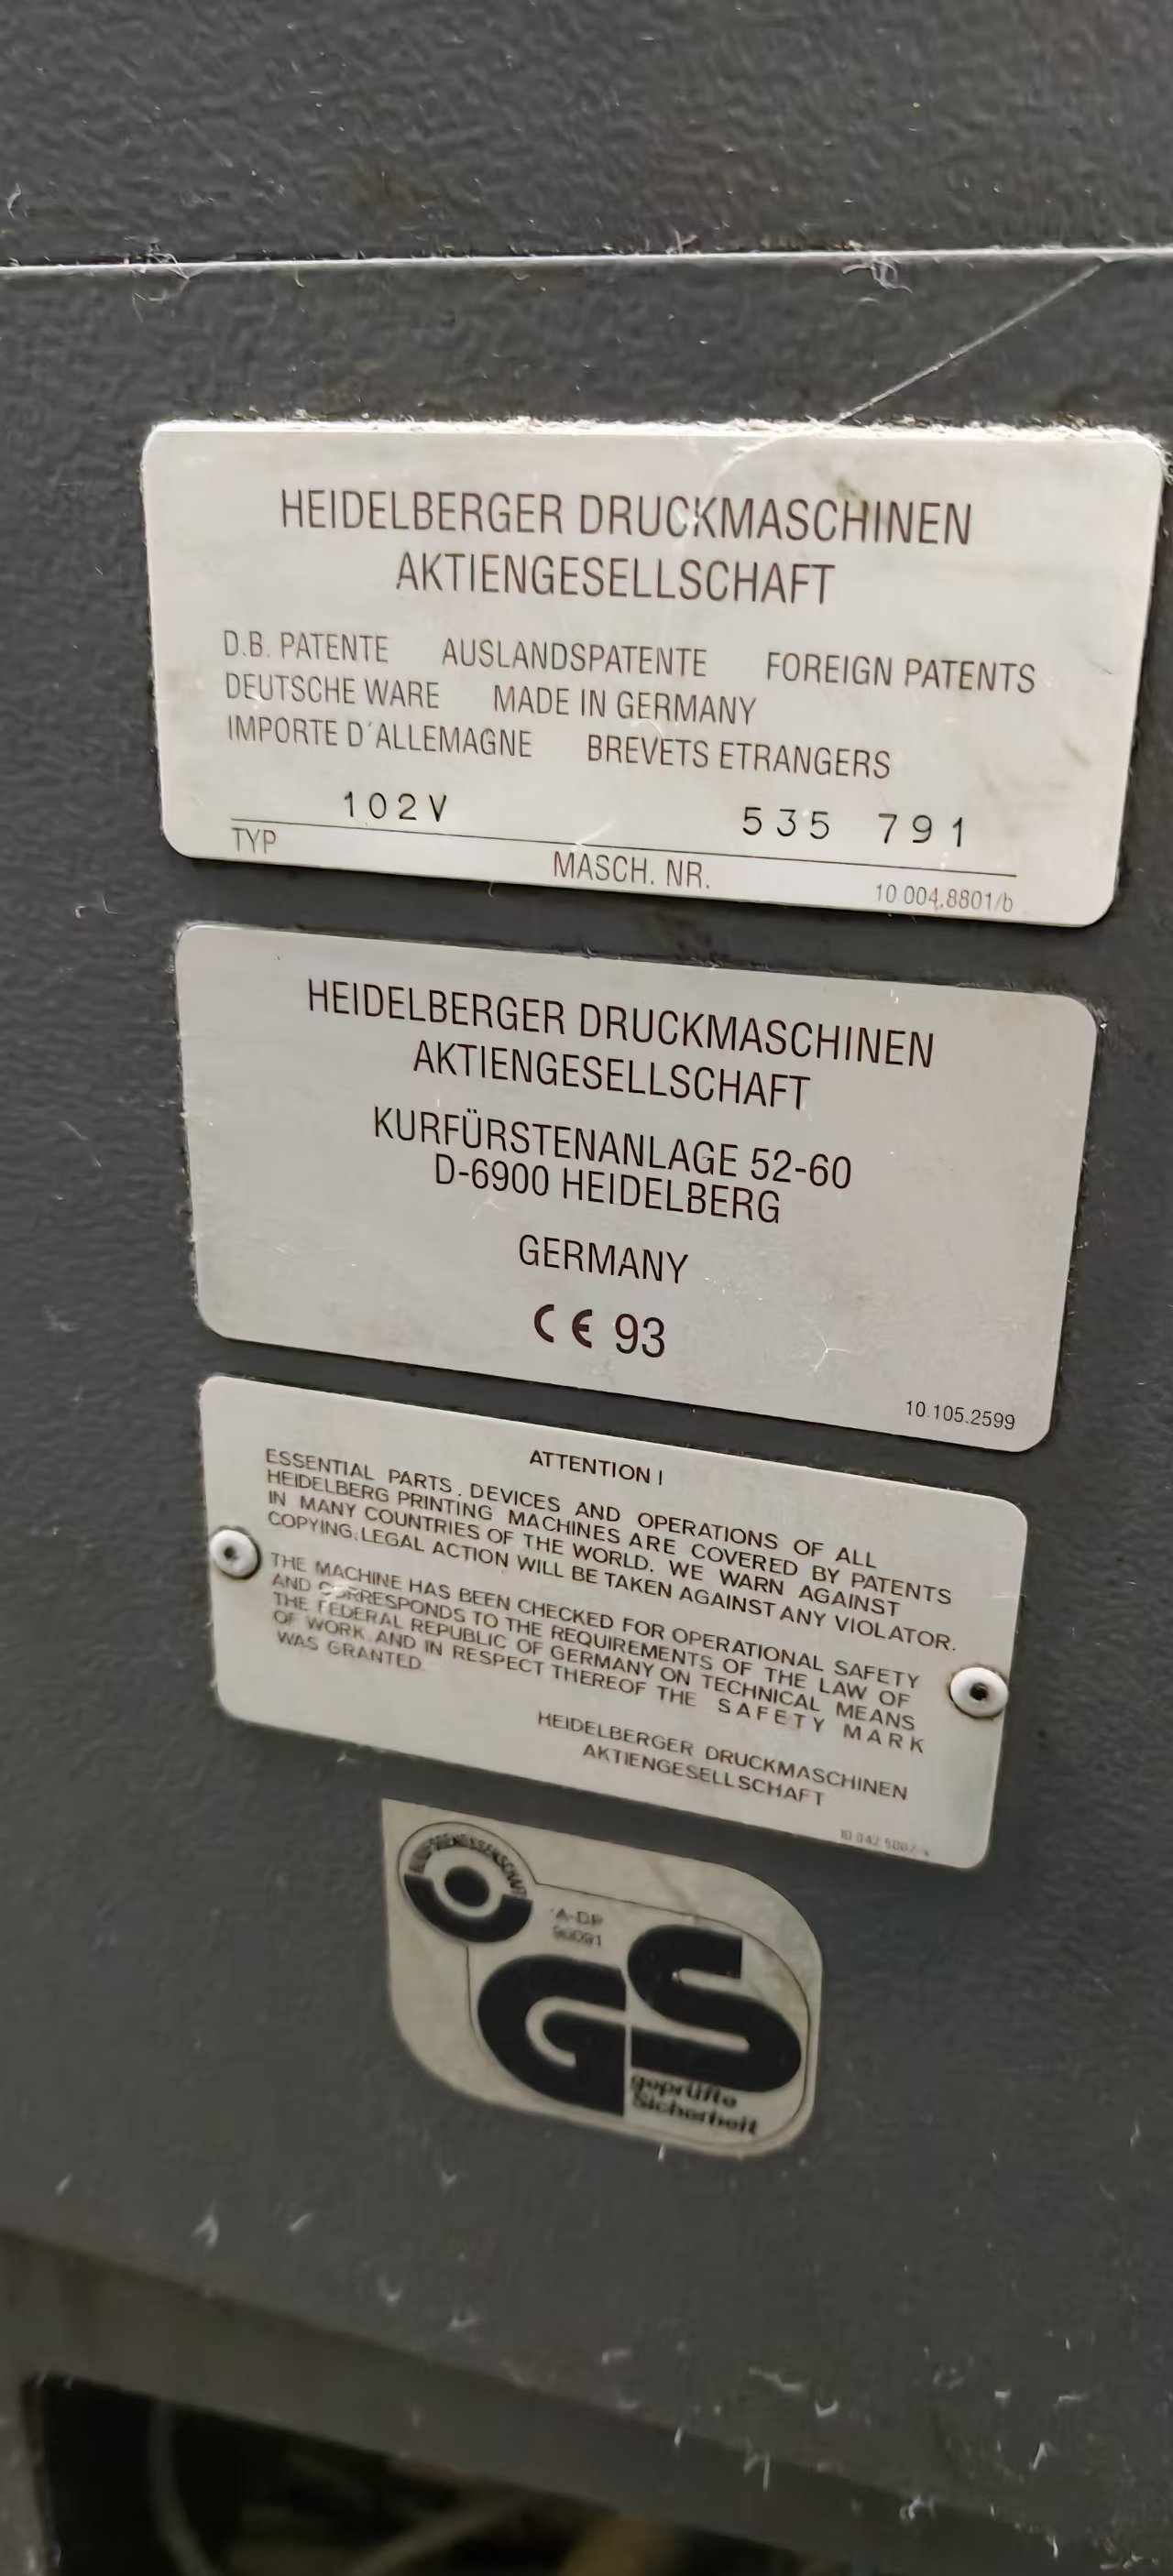 HEIDELBERGER DRUCKMASCHINEN
AKTIENGESELLSCHAFT
D.B. PATENTE AUSLANDSPATENTE FOREIGN PATENTS
DEUTSCHE WARE MADE IN GERMANY
IMPORTE D'ALLEMAGNE BREVETS ETRANGERS
102V 535 791
TYP MASCH. NR. 10 004.8801/b
HEIDELBERGER DRUCKMASCHINEN
AKTIENGESELLSCHAFT
KURFÜRSTENANLAGE 52-60
D-6900 HEIDELBERG
GERMANY
CE 93
10.105.2599
ATTENTION !
ESSENTIAL PARTS. DEVICES AND OPERATIONS OF ALL
HEIDELBERG PRINTING MACHINES ARE COVERED BY PATENTS
IN MANY COUNTRIES OF THE WORLD. WE WARN AGAINST
COPYING. LEGAL ACTION WILL BE TAKEN AGAINST ANY VIOLATOR.
THE MACHINE HAS BEEN CHECKED FOR OPERATIONAL SAFETY
AND CORRESPONDS TO THE REQUIREMENTS OF THE LAW OF
THE FEDERAL REPUBLIC OF GERMANY ON TECHNICAL MEANS
OF WORK AND IN RESPECT THEREOF THE SAFETY MARK
WAS GRANTED.
HEIDELBERGER DRUCKMASCHINEN
AKTIENGESELLSCHAFT
GS
geprüfte
Sicherheit